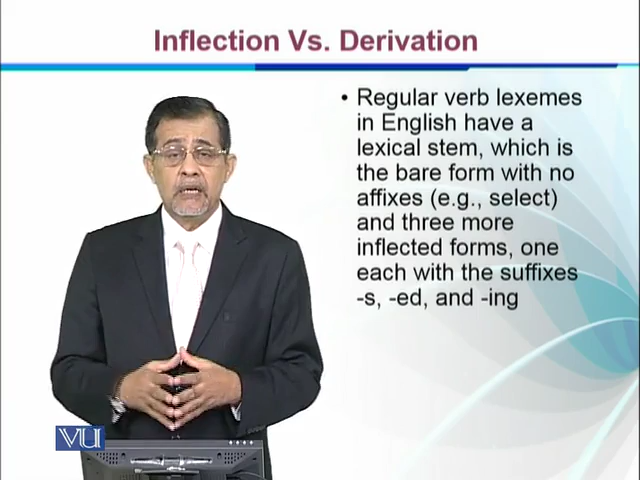 Inflection Vs. Derivation
• Regular verb lexemes
in English have a
lexical stem, which is
the bare form with no
affixes (e.g., select)
and three more
inflected forms, one
each with the suffixes
-s, -ed, and -ing
VU